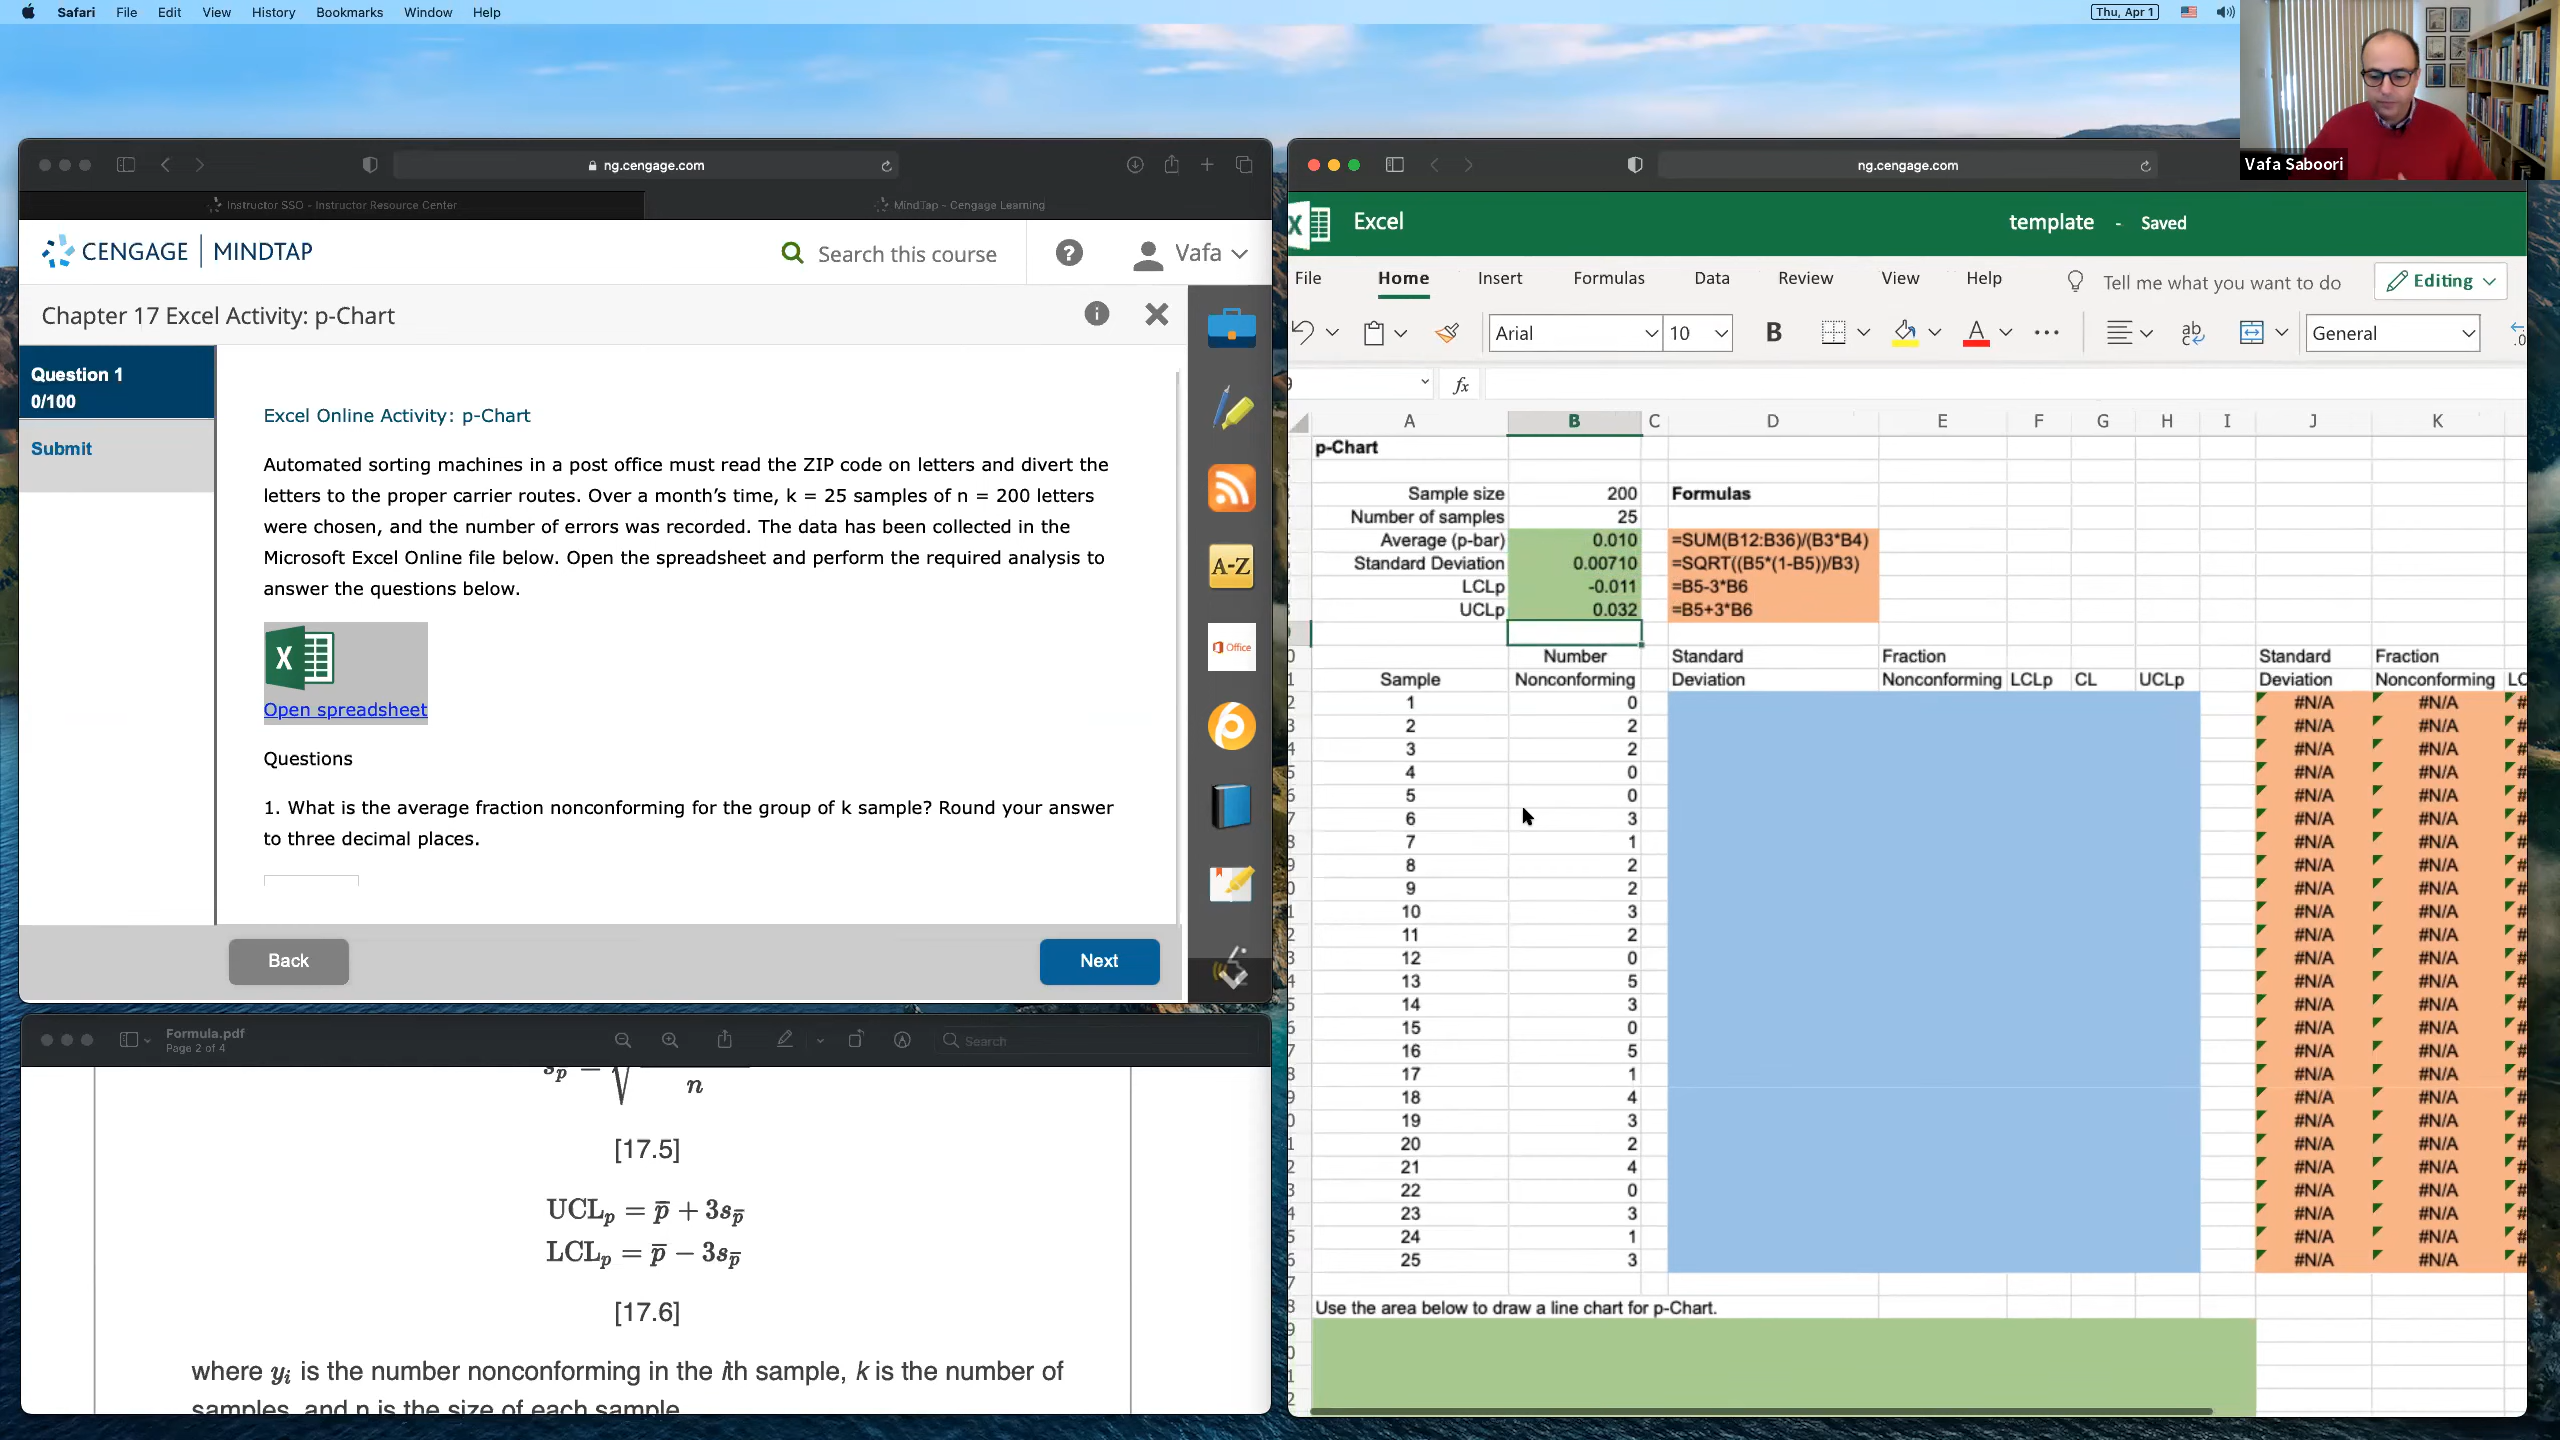 Safari File Edit View History Bookmarks Window Help
Thu, Apr 1
Vafa Saboori
ng.cengage.com
Instructor SSO - Instructor Resource Center
MindTap - Cengage Learning
CENGAGE | MINDTAP
Search this course
? Vafa
Chapter 17 Excel Activity: p-Chart
Question 1
0/100
Submit
Excel Online Activity: p-Chart
Automated sorting machines in a post office must read the ZIP code on letters and divert the
letters to the proper carrier routes. Over a month's time, k = 25 samples of n = 200 letters
were chosen, and the number of errors was recorded. The data has been collected in the
Microsoft Excel Online file below. Open the spreadsheet and perform the required analysis to
answer the questions below.
Open spreadsheet
Questions
1. What is the average fraction nonconforming for the group of k sample? Round your answer
to three decimal places.
Back
Next
A-Z
Office
Formula.pdf
Page 2 of 4
Search
n
[17.5]
UCLp = p̅ + 3sp̅
LCLp = p̅ − 3sp̅
[17.6]
where yi is the number nonconforming in the ith sample, k is the number of
samples, and n is the size of each sample
ng.cengage.com
Excel
template - Saved
File Home Insert Formulas Data Review View Help
Tell me what you want to do
Editing
Arial 10 B A General
fx
A B C D E F G H I J K
p-Chart
Sample size 200 Formulas
Number of samples 25
Average (p-bar) 0.010 =SUM(B12:B36)/(B3*B4)
Standard Deviation 0.00710 =SQRT((B5*(1-B5))/B3)
LCLp -0.011 =B5-3*B6
UCLp 0.032 =B5+3*B6
Number Standard Fraction Standard Fraction
Sample Nonconforming Deviation Nonconforming LCLp CL UCLp Deviation Nonconforming LC
1 0 #N/A #N/A #
2 2 #N/A #N/A #
3 2 #N/A #N/A #
4 0 #N/A #N/A #
5 0 #N/A #N/A #
6 3 #N/A #N/A #
7 1 #N/A #N/A #
8 2 #N/A #N/A #
9 2 #N/A #N/A #
10 3 #N/A #N/A #
11 2 #N/A #N/A #
12 0 #N/A #N/A #
13 5 #N/A #N/A #
14 3 #N/A #N/A #
15 0 #N/A #N/A #
16 5 #N/A #N/A #
17 1 #N/A #N/A #
18 4 #N/A #N/A #
19 3 #N/A #N/A #
20 2 #N/A #N/A #
21 4 #N/A #N/A #
22 0 #N/A #N/A #
23 3 #N/A #N/A #
24 1 #N/A #N/A #
25 3 #N/A #N/A #
Use the area below to draw a line chart for p-Chart.